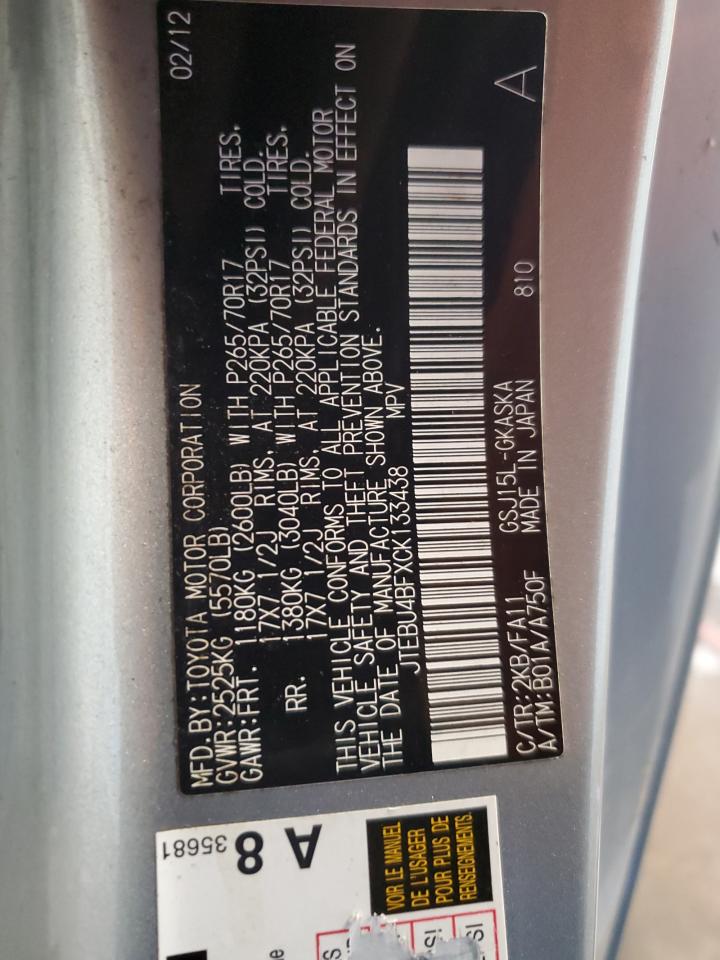 MFD.BY:TOYOTA MOTOR CORPORATION 02/12
GVWR:2525KG (5570LB)
GAWR:FRT. 1180KG (2600LB) WITH P265/70R17 TIRES.
17X7 1/2J RIMS, AT 220KPA (32PSI) COLD.
RR. 1380KG (3040LB) WITH P265/70R17 TIRES.
17X7 1/2J RIMS, AT 220KPA (32PSI) COLD.
THIS VEHICLE CONFORMS TO ALL APPLICABLE FEDERAL MOTOR
VEHICLE SAFETY AND THEFT PREVENTION STANDARDS IN EFFECT ON
THE DATE OF MANUFACTURE SHOWN ABOVE.
JTEBU4BFXCK133438 MPV
C/TR:2KB/FA11 GSJ15L-GKASKA 810 A
A/TM:B01A/A750F MADE IN JAPAN
35681
A 8
VOIR LE MANUEL
DE L'USAGER
POUR PLUS DE
RENSEIGNEMENTS.